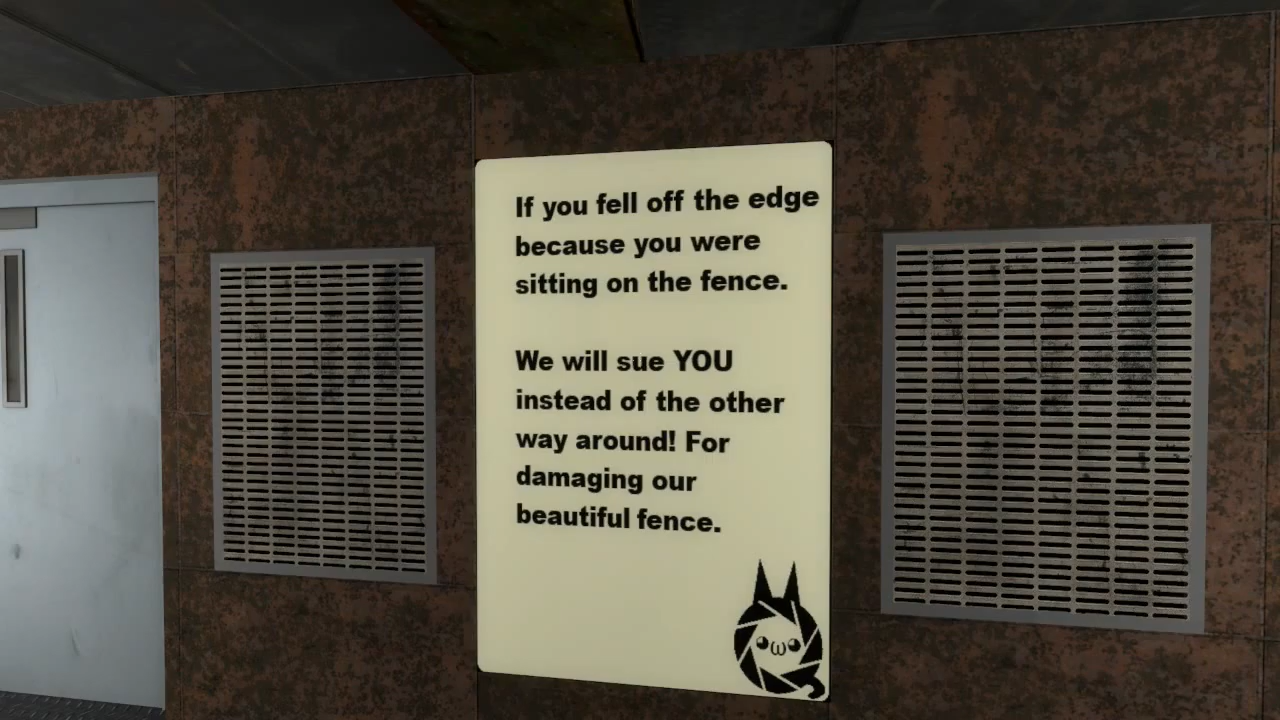 If you fell off the edge
because you were
sitting on the fence.
We will sue YOU
instead of the other
way around! For
damaging our
beautiful fence.